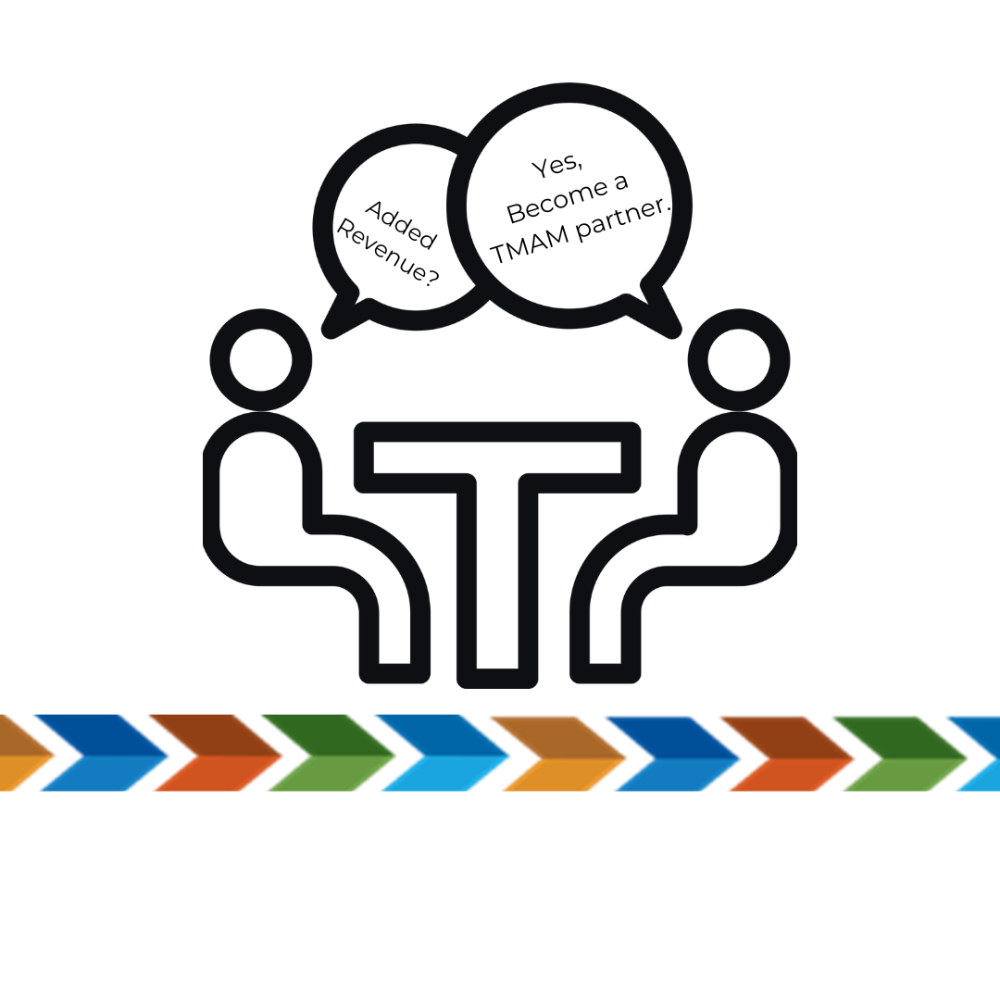 Added
Revenue?
Yes,
Become a
TMAM partner.